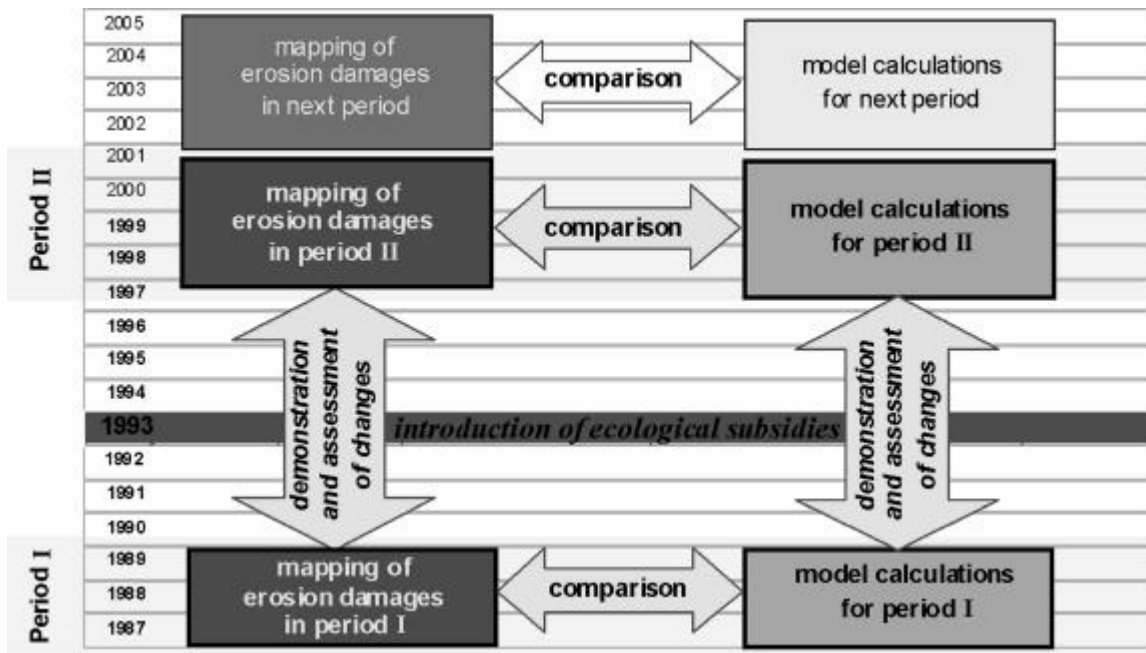 2005
2004
2003
2002
2001
2000
1999
1998
1997
1996
1995
1994
1993
1992
1991
1990
1989
1988
1987
Period II
Period I
mapping of
erosion damages
in next period
comparison
model calculations
for next period
mapping of
erosion damages
in period II
comparison
model calculations
for period II
demonstration
and assessment
of changes
introduction of ecological subsidies
demonstration
and assessment
of changes
mapping of
erosion damages
in period I
comparison
model calculations
for period I